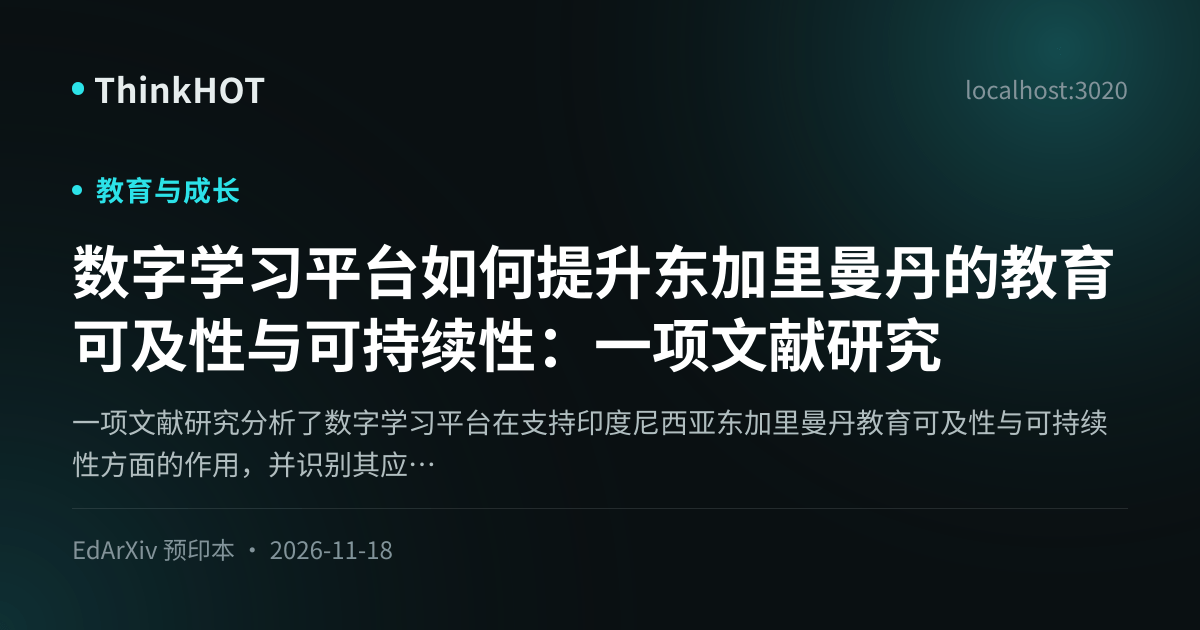 ThinkHOT
localhost:3020
教育与成长
数字学习平台如何提升东加里曼丹的教育
可及性与可持续性：一项文献研究
一项文献研究分析了数字学习平台在支持印度尼西亚东加里曼丹教育可及性与可持续
性方面的作用，并识别其应…
EdArXiv 预印本 · 2026-11-18